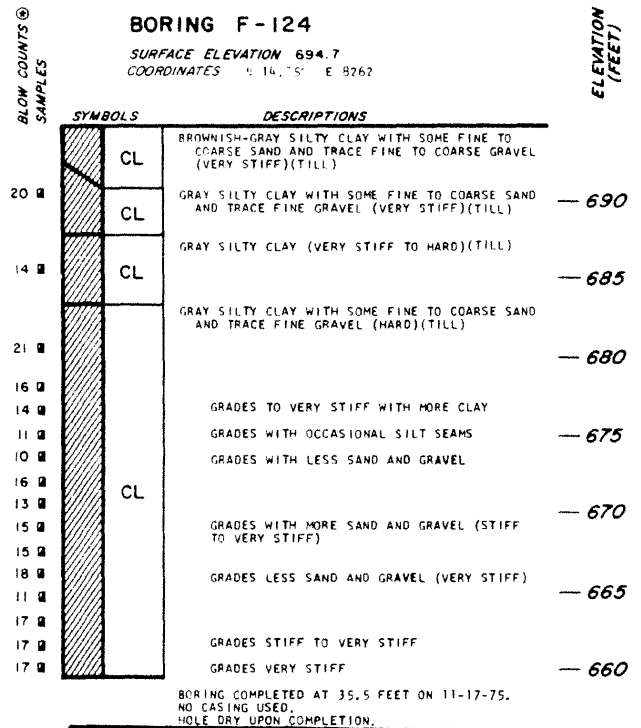 BORING F-124
SURFACE ELEVATION 694.7
COORDINATES E 8262
BLOW COUNTS
SAMPLES
ELEVATION
(FEET)
SYMBOLS DESCRIPTIONS
CL BROWNISH-GRAY SILTY CLAY WITH SOME FINE TO
COARSE SAND AND TRACE FINE TO COARSE GRAVEL
(VERY STIFF)(TILL)
20 CL GRAY SILTY CLAY WITH SOME FINE TO COARSE SAND — 690
AND TRACE FINE GRAVEL (VERY STIFF)(TILL)
GRAY SILTY CLAY (VERY STIFF TO HARD)(TILL)
14 CL — 685
GRAY SILTY CLAY WITH SOME FINE TO COARSE SAND
AND TRACE FINE GRAVEL (HARD)(TILL)
21 — 680
16
14 GRADES TO VERY STIFF WITH MORE CLAY
11 GRADES WITH OCCASIONAL SILT SEAMS — 675
10 GRADES WITH LESS SAND AND GRAVEL
16 CL
13 — 670
15 GRADES WITH MORE SAND AND GRAVEL (STIFF
TO VERY STIFF)
15
18 GRADES LESS SAND AND GRAVEL (VERY STIFF)
11 — 665
17
17 GRADES STIFF TO VERY STIFF
17 GRADES VERY STIFF — 660
BORING COMPLETED AT 35.5 FEET ON 11-17-75.
NO CASING USED.
HOLE DRY UPON COMPLETION.